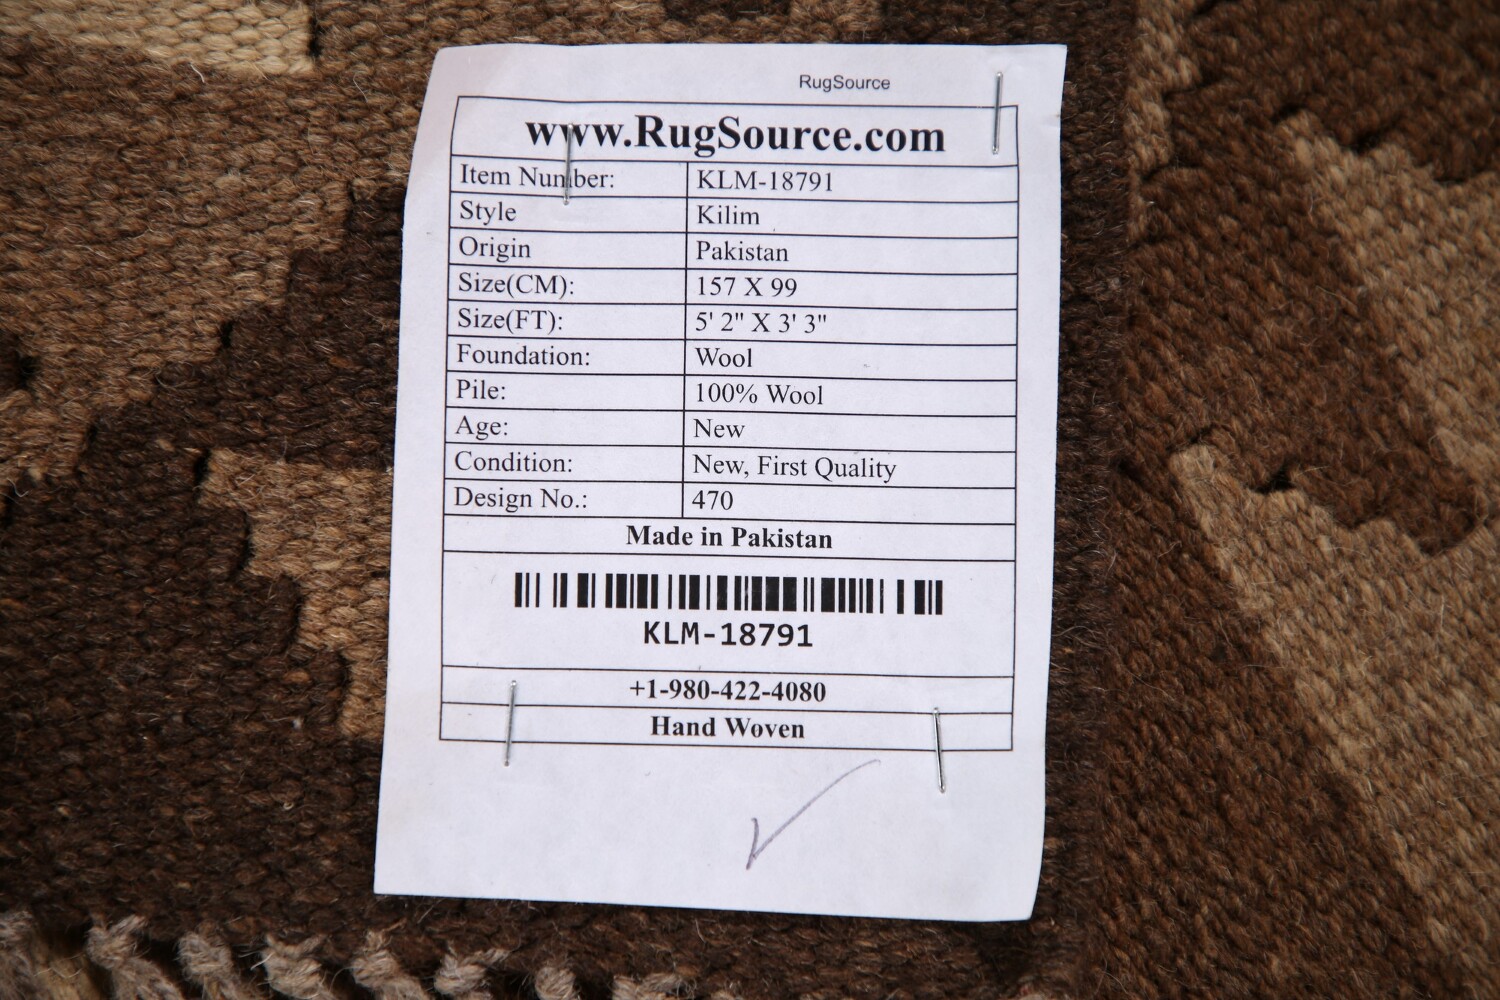 RugSource
www.RugSource.com
Item Number: KLM-18791
Style Kilim
Origin Pakistan
Size(CM): 157 X 99
Size(FT): 5' 2" X 3' 3"
Foundation: Wool
Pile: 100% Wool
Age: New
Condition: New, First Quality
Design No.: 470
Made in Pakistan
KLM-18791
+1-980-422-4080
Hand Woven